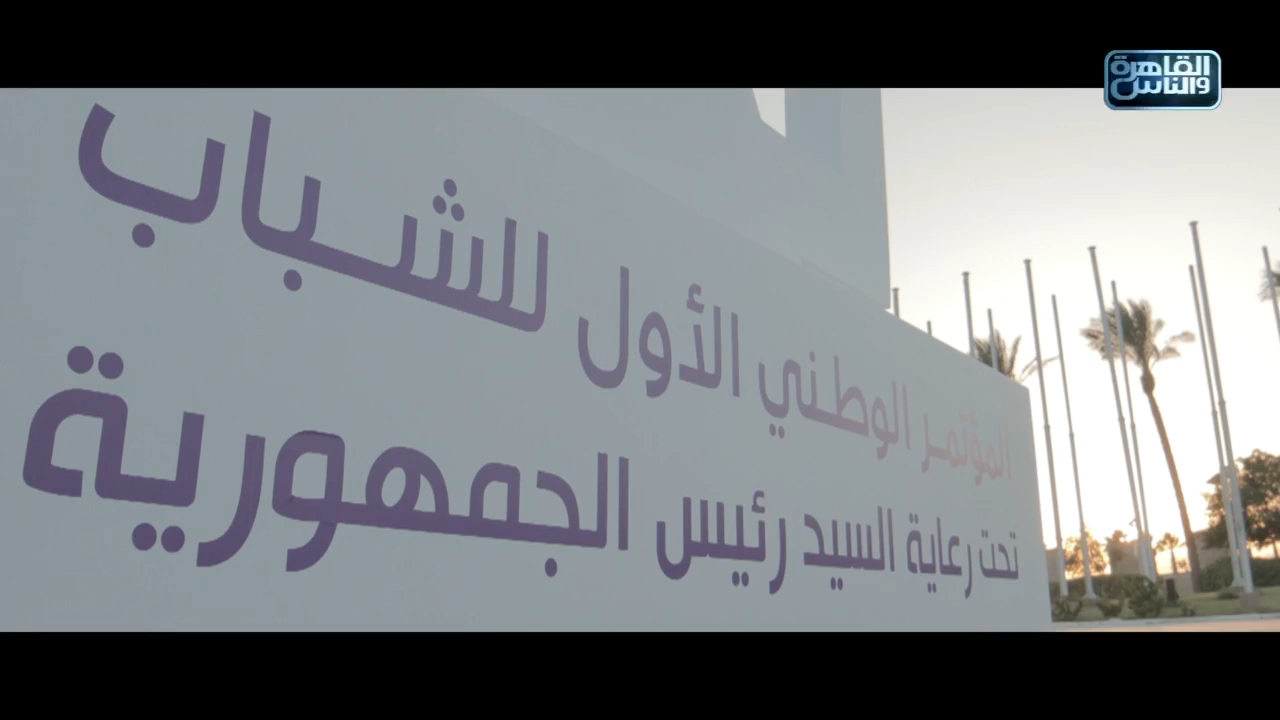 القاهرة
والناس
المؤتمر الوطني الأول للشباب
تحت رعاية السيد رئيس الجمهورية